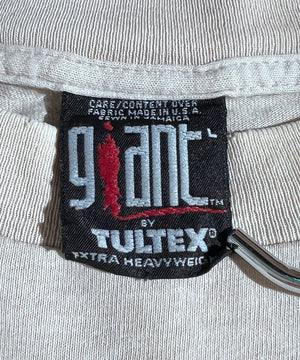 CARE/CONTENT OVER
FABRIC MADE IN U.S.A.
SEWN IN JAMAICA
giant L
TM
BY
TULTEX®
EXTRA HEAVYWEIG